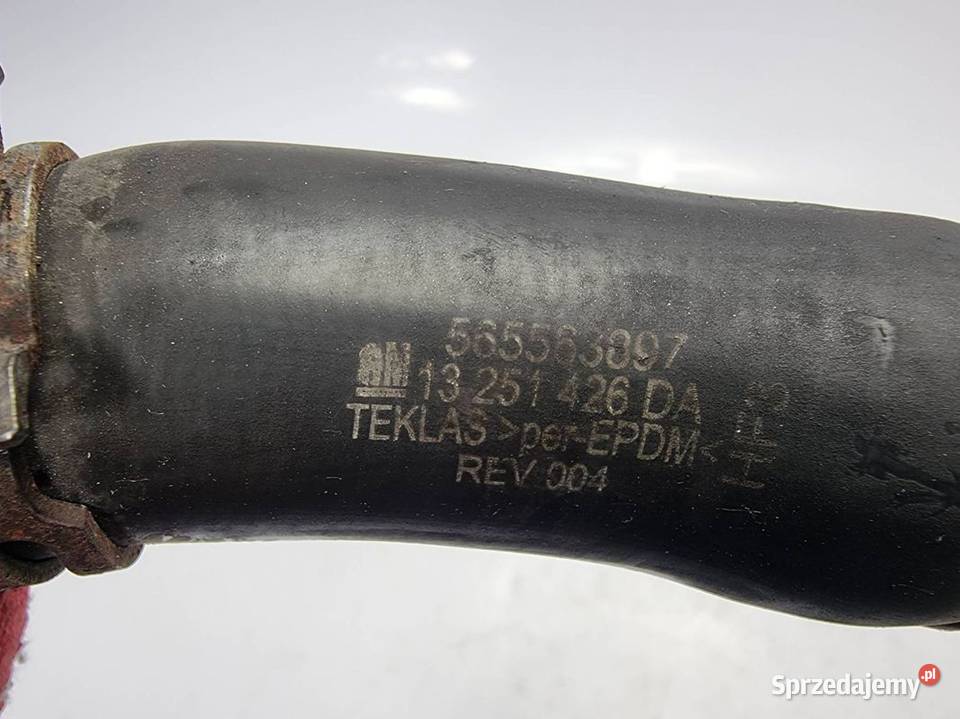 565563897
GM
13 251 426 DA
TEKLAS >per-EPDM<
REV 004
Sprzedajemy.pl